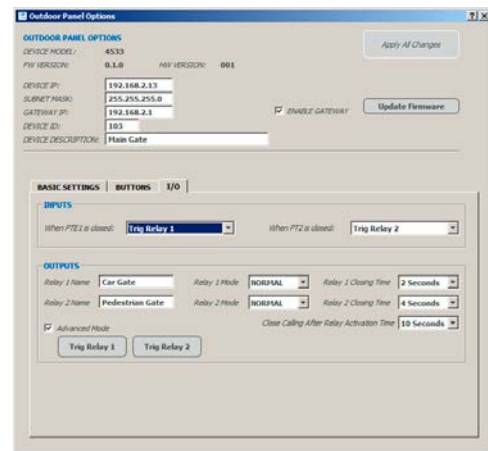 Outdoor Panel Options
OUTDOOR PANEL OPTIONS
DEVICE MODEL: 4533
FW VERSION: 0.1.0 HW VERSION: 001
Apply All Changes
DEVICE IP: 192.168.2.13
SUBNET MASK: 255.255.255.0
GATEWAY IP: 192.168.2.1
ENABLE GATEWAY
Update Firmware
DEVICE ID: 103
DEVICE DESCRIPTION: Main Gate
BASIC SETTINGS BUTTONS I/O
INPUTS
When PTE1 is closed: Trig Relay 1 When PT2 is closed: Trig Relay 2
OUTPUTS
Relay 1 Name Car Gate Relay 1 Mode NORMAL Relay 1 Closing Time 2 Seconds
Relay 2 Name Pedestrian Gate Relay 2 Mode NORMAL Relay 2 Closing Time 4 Seconds
Advanced Mode
Close Calling After Relay Activation Time 10 Seconds
Trig Relay 1 Trig Relay 2